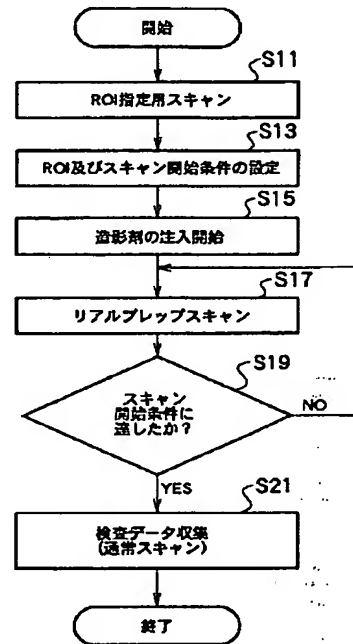 開始
S11
ROI指定用スキャン
S13
ROI及びスキャン開始条件の設定
S15
造影剤の注入開始
S17
リアルプレップスキャン
S19
スキャン
開始条件に
達したか?
NO
YES
S21
検査データ収集
(通常スキャン)
終了